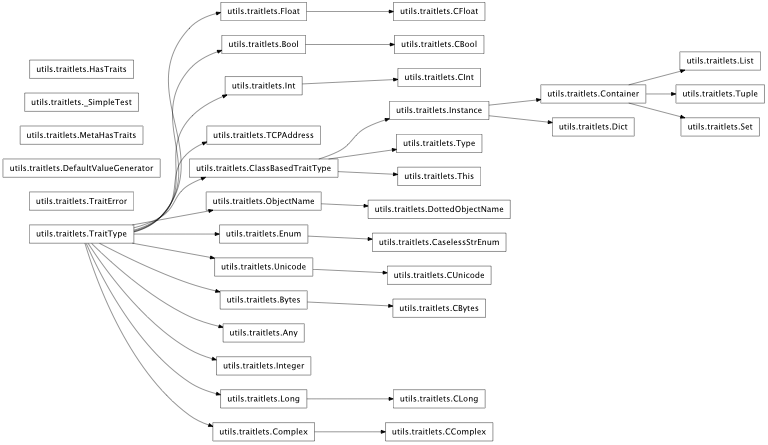 utils.traitlets.Float
utils.traitlets.CFloat
utils.traitlets.Bool
utils.traitlets.CBool
utils.traitlets.List
utils.traitlets.HasTraits
utils.traitlets.Int
utils.traitlets.CInt
utils.traitlets.Container
utils.traitlets.Tuple
utils.traitlets._SimpleTest
utils.traitlets.Instance
utils.traitlets.MetaHasTraits
utils.traitlets.TCPAddress
utils.traitlets.Dict
utils.traitlets.Set
utils.traitlets.Type
utils.traitlets.DefaultValueGenerator
utils.traitlets.ClassBasedTraitType
utils.traitlets.This
utils.traitlets.TraitError
utils.traitlets.ObjectName
utils.traitlets.DottedObjectName
utils.traitlets.TraitType
utils.traitlets.Enum
utils.traitlets.CaselessStrEnum
utils.traitlets.Unicode
utils.traitlets.CUnicode
utils.traitlets.Bytes
utils.traitlets.CBytes
utils.traitlets.Any
utils.traitlets.Integer
utils.traitlets.Long
utils.traitlets.CLong
utils.traitlets.Complex
utils.traitlets.CComplex